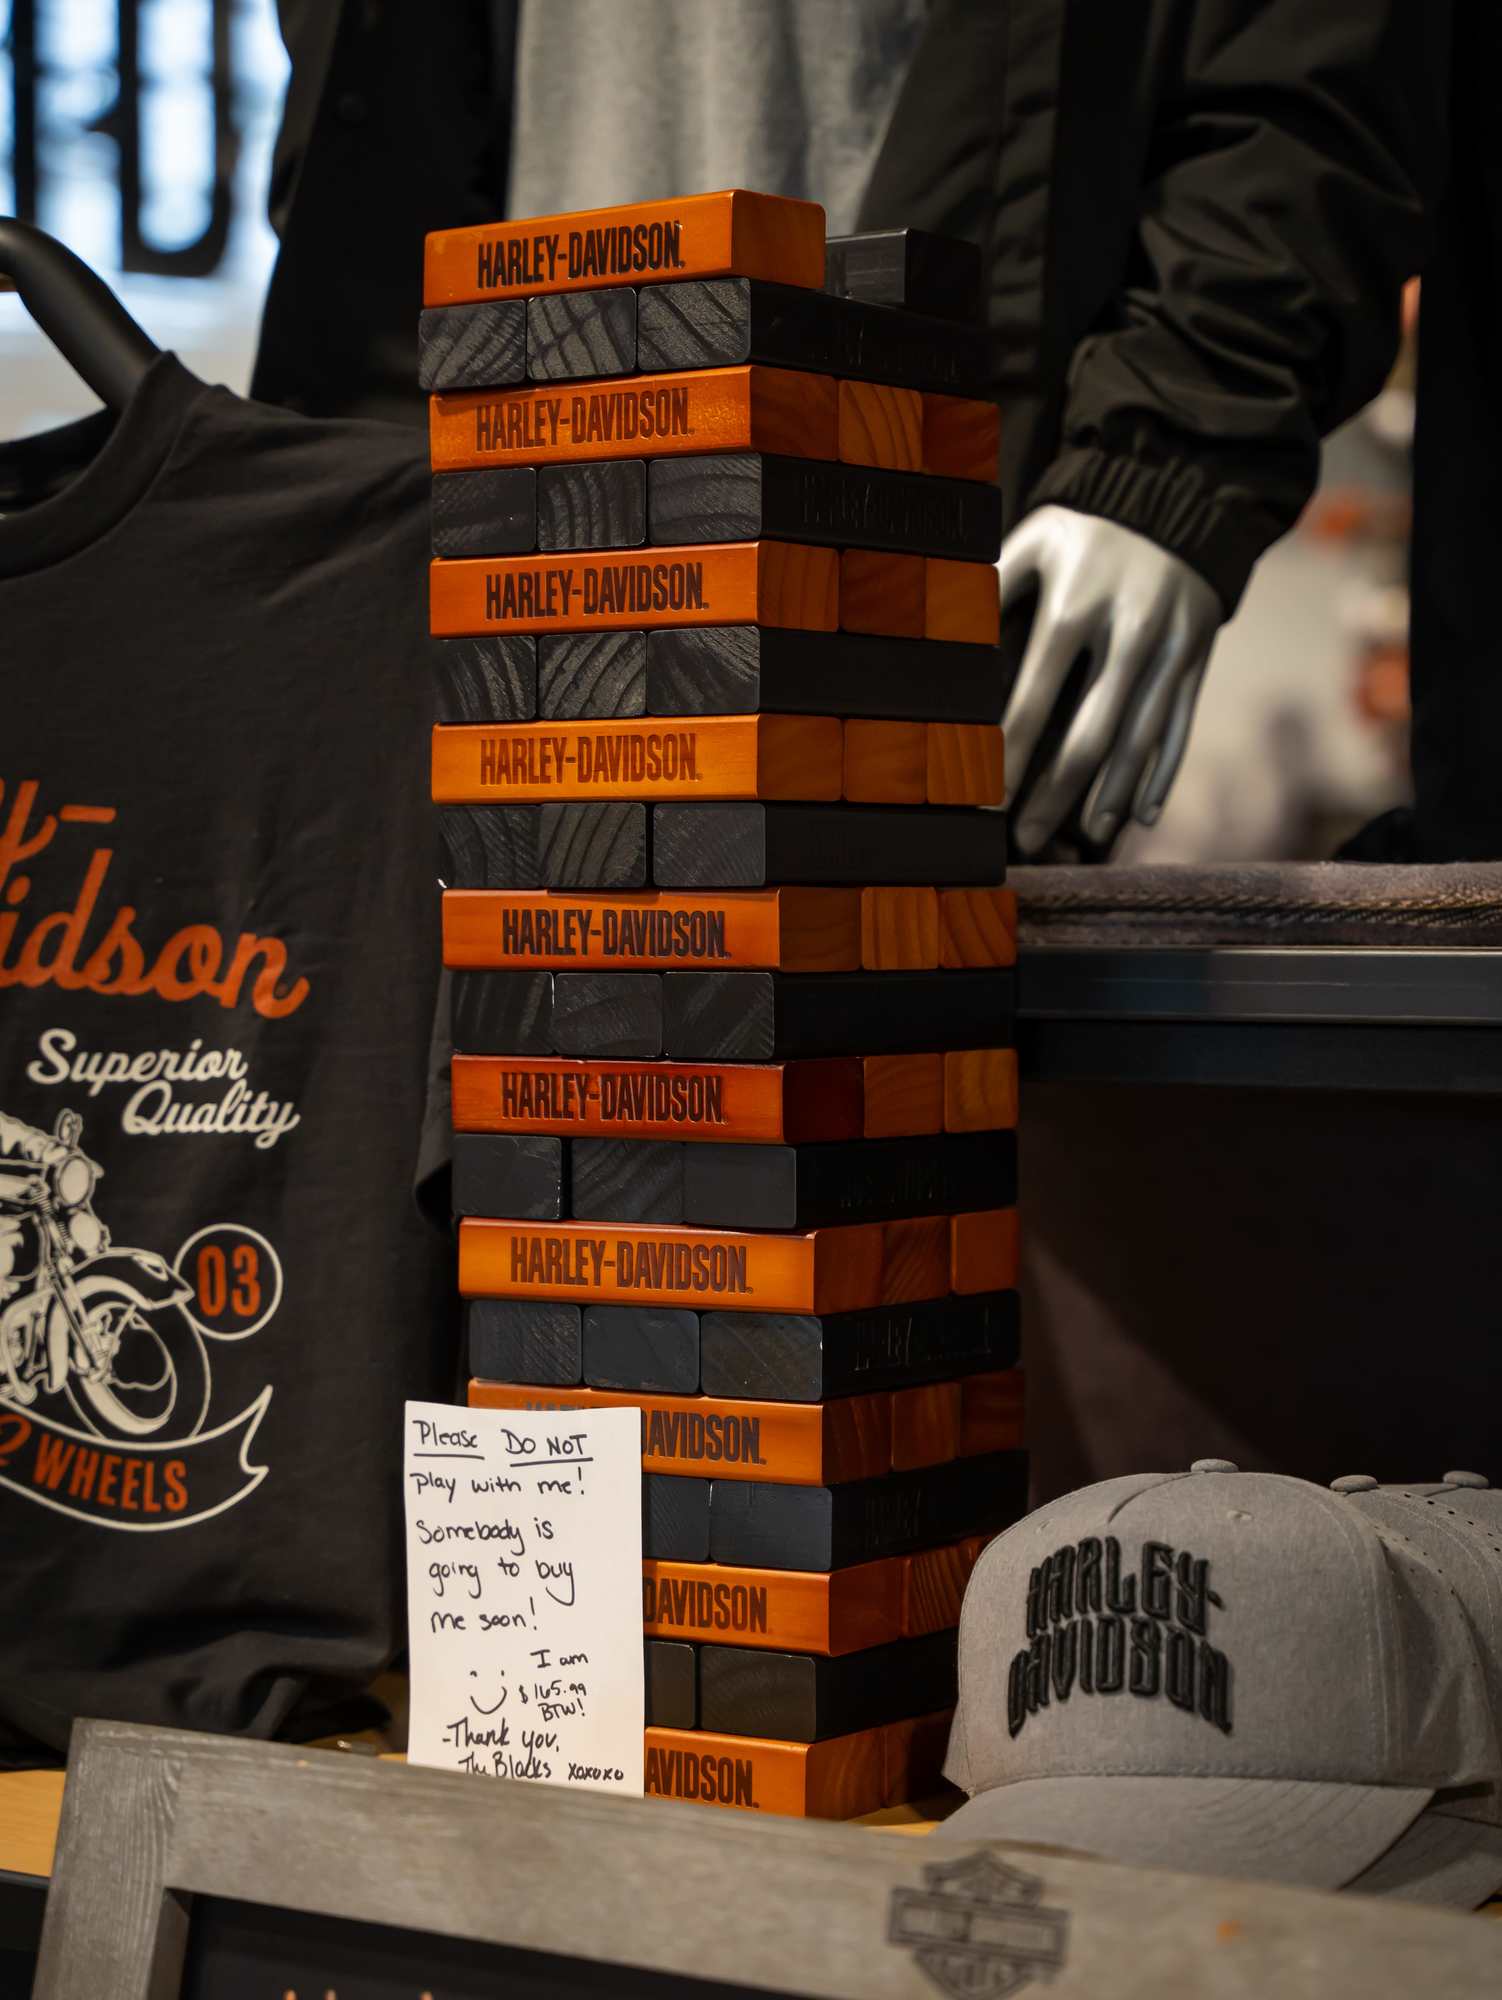 HARLEY-DAVIDSON.
HARLEY-DAVIDSON.
HARLEY-DAVIDSON.
HARLEY-DAVIDSON.
HARLEY-DAVIDSON.
HARLEY-DAVIDSON.
HARLEY-DAVIDSON.
DAVIDSON.
DAVIDSON
AVIDSON.
idson
Superior
Quality
03
2 WHEELS
Please DO NOT
play with me!
Somebody is
going to buy
me soon!
I am
$165.99
BTW!
-Thank you,
The Blocks xoxoxo
HARLEY-
DAVIDSON